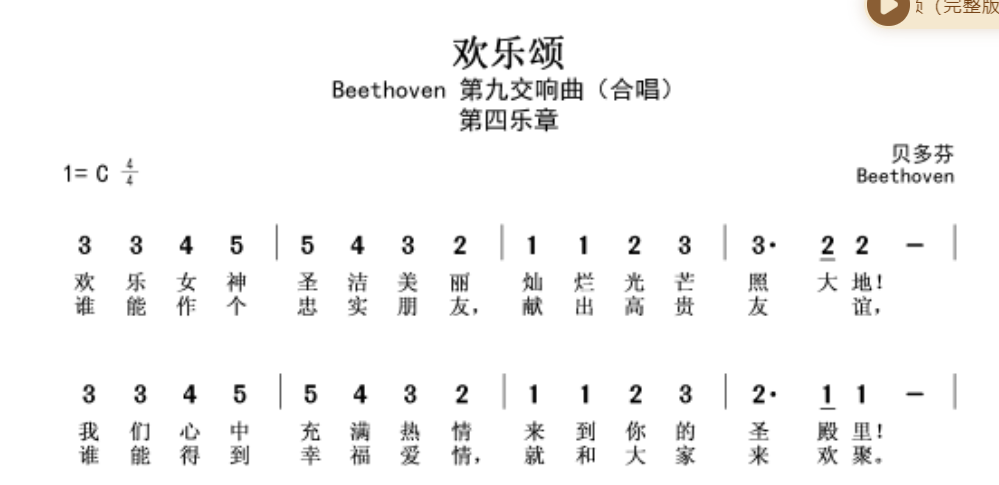 (完整版
欢乐颂
Beethoven 第九交响曲（合唱）
第四乐章
贝多芬
1= C 4/4
Beethoven
3 3 4 5 | 5 4 3 2 | 1 1 2 3 | 3· 2 2 － |
欢 乐 女 神 圣 洁 美 丽 灿 烂 光 芒 照 大 地！
谁 能 作 个 忠 实 朋 友， 献 出 高 贵 友 谊，
3 3 4 5 | 5 4 3 2 | 1 1 2 3 | 2· 1 1 － |
我 们 心 中 充 满 热 情 来 到 你 的 圣 殿 里！
谁 能 得 到 幸 福 爱 情， 就 和 大 家 来 欢 聚。